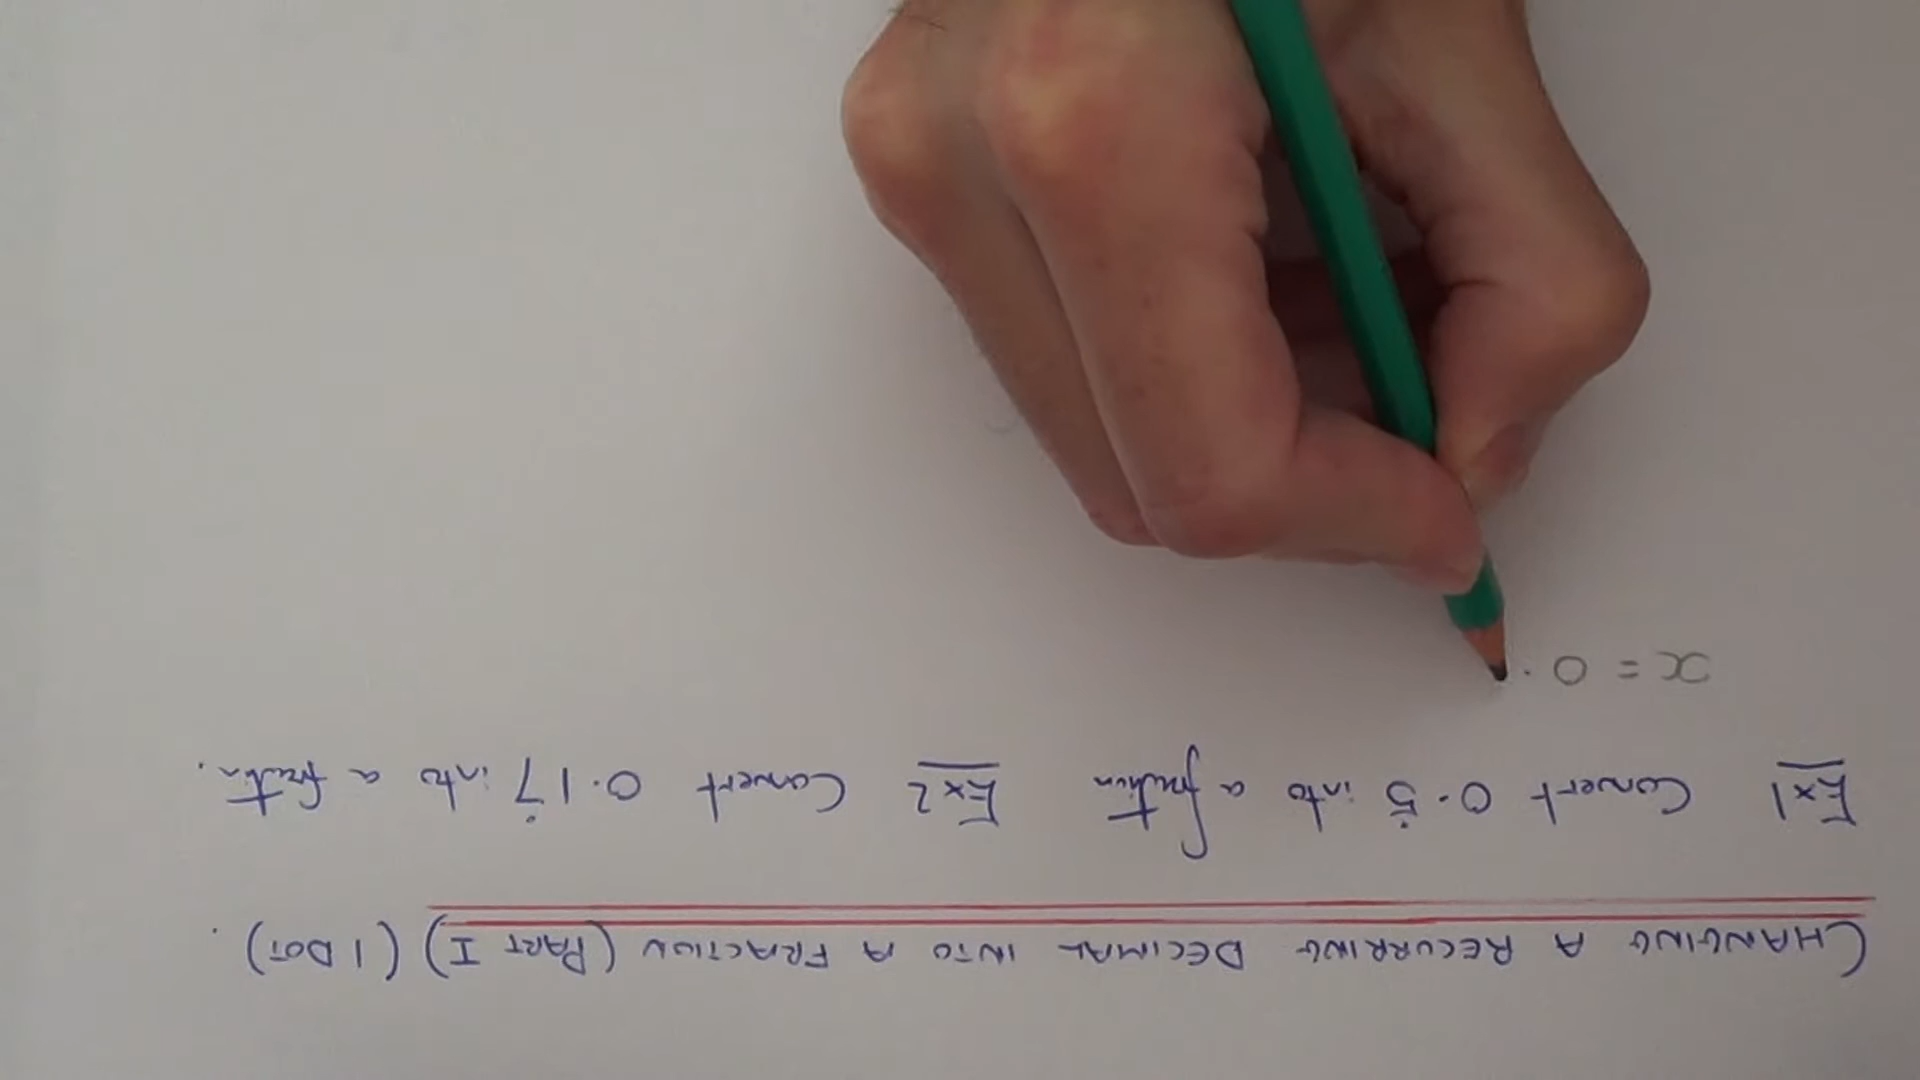 CHANGING A RECURRING DECIMAL INTO A FRACTION (PART I) (1 DOT).
Ex1 Convert 0·5̇ into a fraction Ex2 Convert 0·17̇ into a fraction.
x = 0·